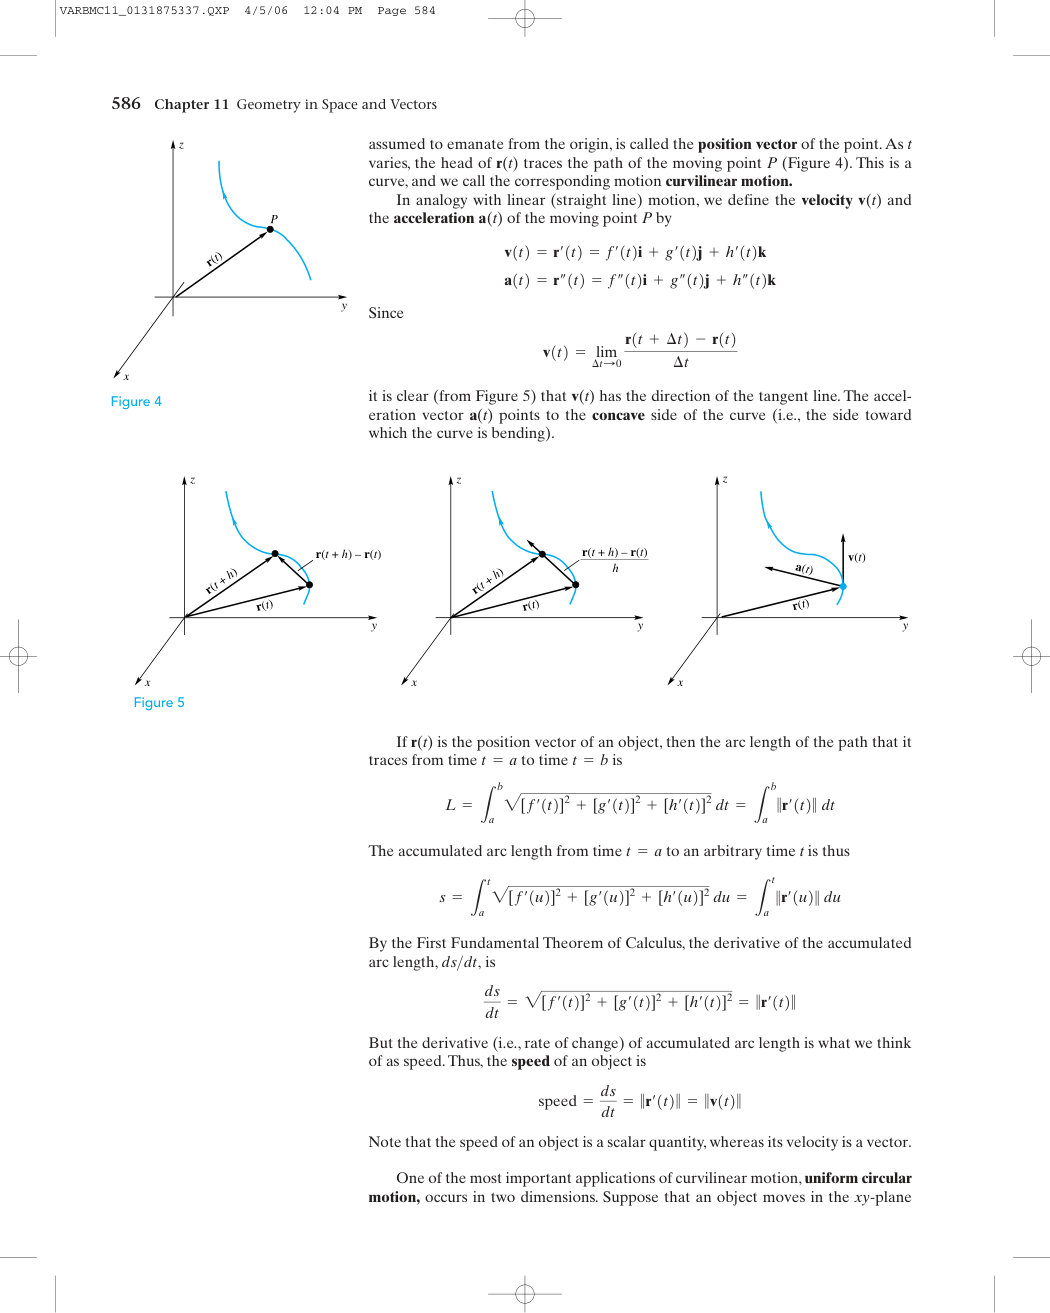 VARBMC11_0131875337.QXP 4/5/06 12:04 PM Page 584
586 Chapter 11 Geometry in Space and Vectors
z
P
r(t)
y
x
Figure 4
assumed to emanate from the origin, is called the position vector of the point. As t
varies, the head of r(t) traces the path of the moving point P (Figure 4). This is a
curve, and we call the corresponding motion curvilinear motion.
In analogy with linear (straight line) motion, we define the velocity v(t) and
the acceleration a(t) of the moving point P by
v(t) = r′(t) = f′(t)i + g′(t)j + h′(t)k
a(t) = r″(t) = f″(t)i + g″(t)j + h″(t)k
Since
v(t) = lim Δt→0 (r(t + Δt) − r(t)) / Δt
it is clear (from Figure 5) that v(t) has the direction of the tangent line. The accel-
eration vector a(t) points to the concave side of the curve (i.e., the side toward
which the curve is bending).
z
r(t + h) – r(t)
r(t + h)
r(t)
y
x
z
r(t + h) – r(t)
h
r(t + h)
r(t)
y
x
z
v(t)
a(t)
r(t)
y
x
Figure 5
If r(t) is the position vector of an object, then the arc length of the path that it
traces from time t = a to time t = b is
L = ∫ₐᵇ √([f′(t)]² + [g′(t)]² + [h′(t)]²) dt = ∫ₐᵇ ‖r′(t)‖ dt
The accumulated arc length from time t = a to an arbitrary time t is thus
s = ∫ₐᵗ √([f′(u)]² + [g′(u)]² + [h′(u)]²) du = ∫ₐᵗ ‖r′(u)‖ du
By the First Fundamental Theorem of Calculus, the derivative of the accumulated
arc length, ds/dt, is
ds/dt = √([f′(t)]² + [g′(t)]² + [h′(t)]²) = ‖r′(t)‖
But the derivative (i.e., rate of change) of accumulated arc length is what we think
of as speed. Thus, the speed of an object is
speed = ds/dt = ‖r′(t)‖ = ‖v(t)‖
Note that the speed of an object is a scalar quantity, whereas its velocity is a vector.
One of the most important applications of curvilinear motion, uniform circular
motion, occurs in two dimensions. Suppose that an object moves in the xy-plane